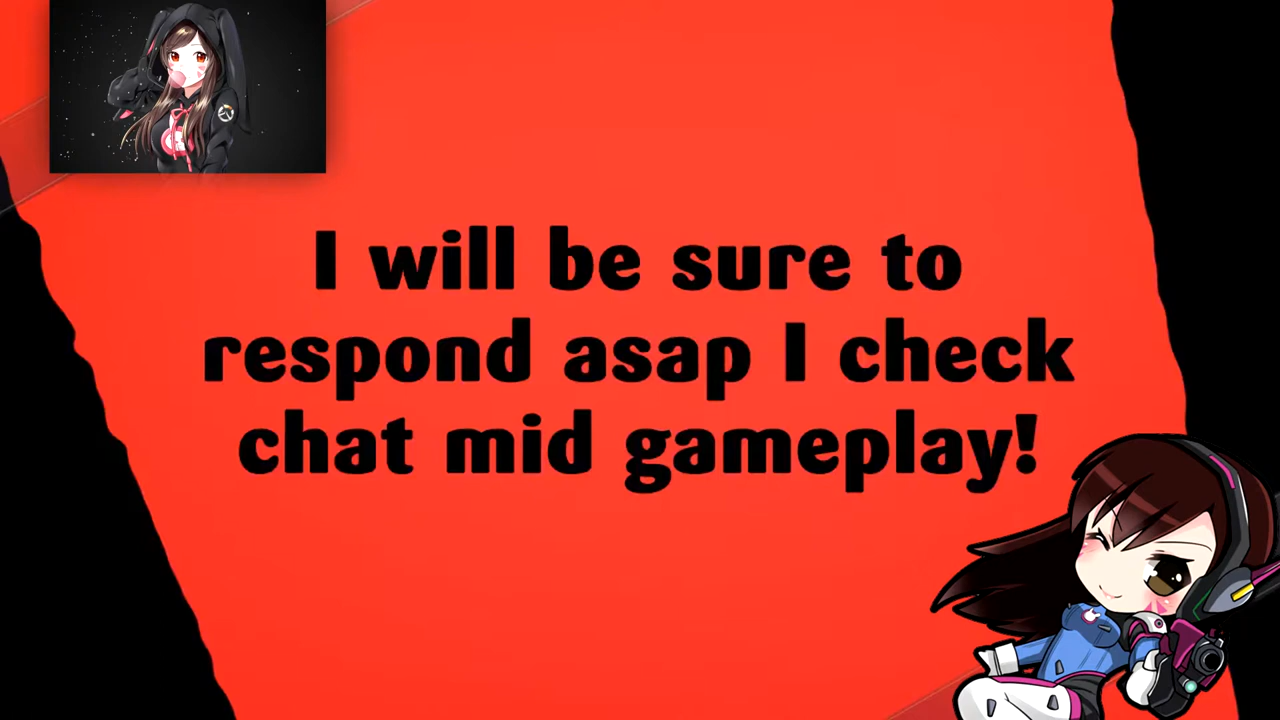 I will be sure to
respond asap I check
chat mid gameplay!